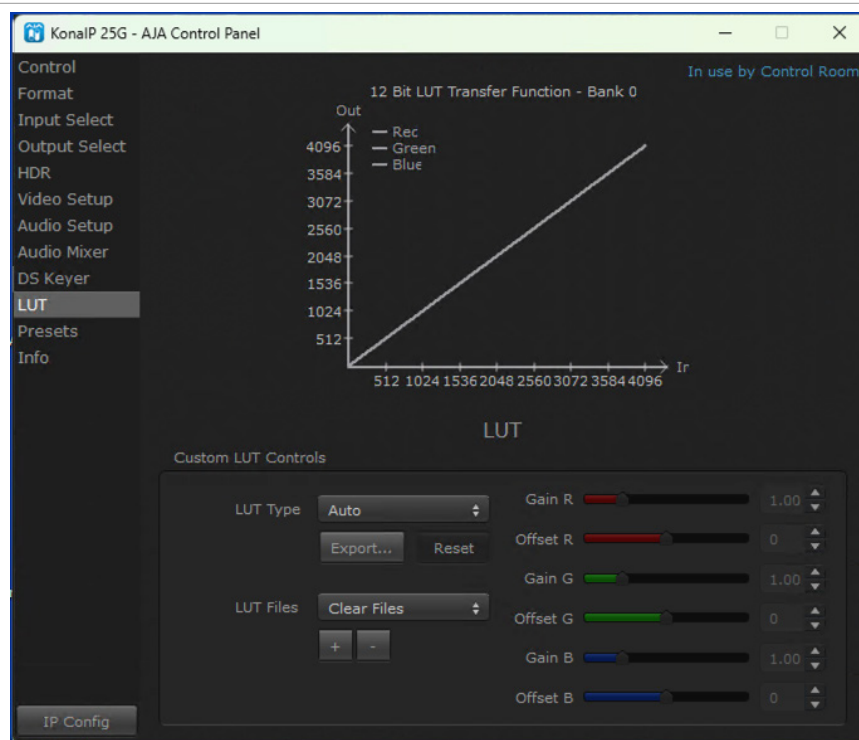 KonaIP 25G - AJA Control Panel
Control
Format
Input Select
Output Select
HDR
Video Setup
Audio Setup
Audio Mixer
DS Keyer
LUT
Presets
Info
IP Config
In use by Control Room
12 Bit LUT Transfer Function - Bank 0
Out
Rec
Green
Blue
4096
3584
3072
2560
2048
1536
1024
512
512 1024 1536 2048 2560 3072 3584 4096
Ir
LUT
Custom LUT Controls
LUT Type Auto
Export... Reset
LUT Files Clear Files
+ -
Gain R 1.00
Offset R 0
Gain G 1.00
Offset G 0
Gain B 1.00
Offset B 0